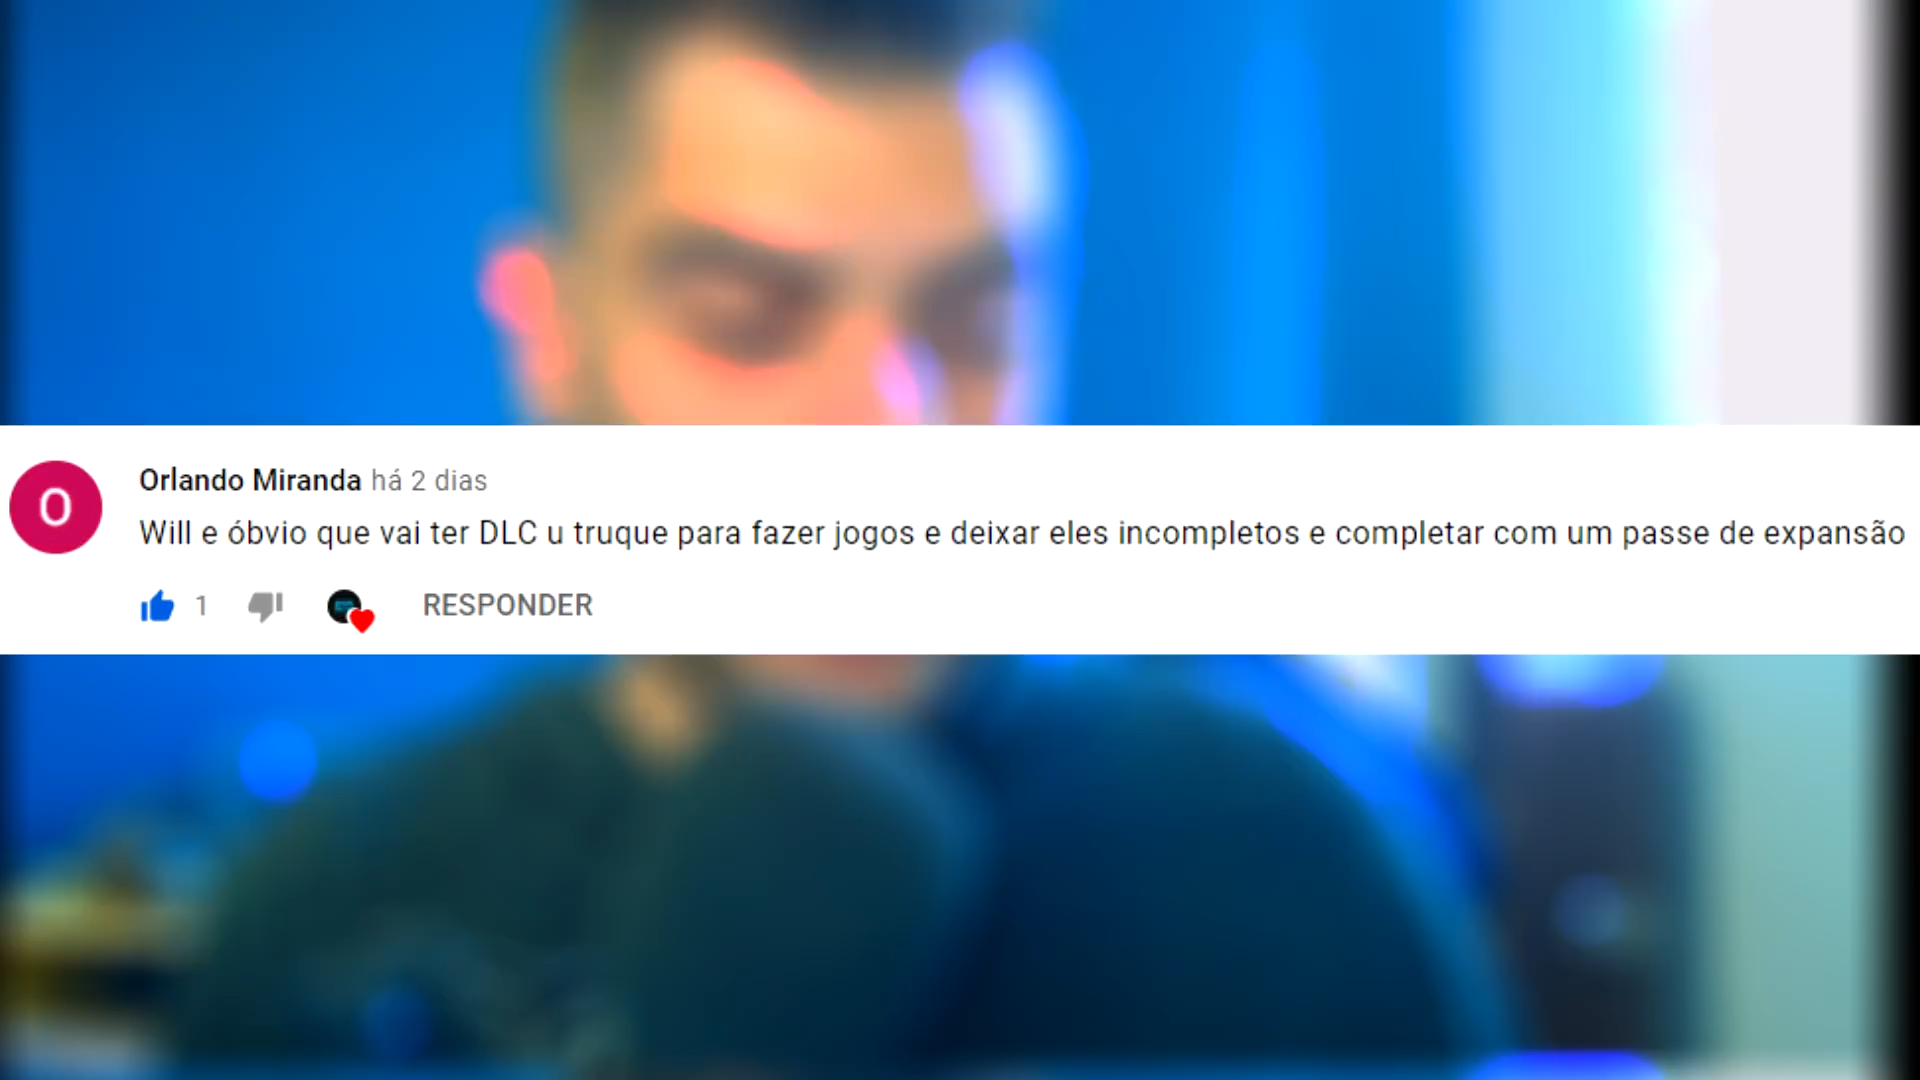 O
Orlando Miranda há 2 dias
Will e óbvio que vai ter DLC u truque para fazer jogos e deixar eles incompletos e completar com um passe de expansão
1 RESPONDER